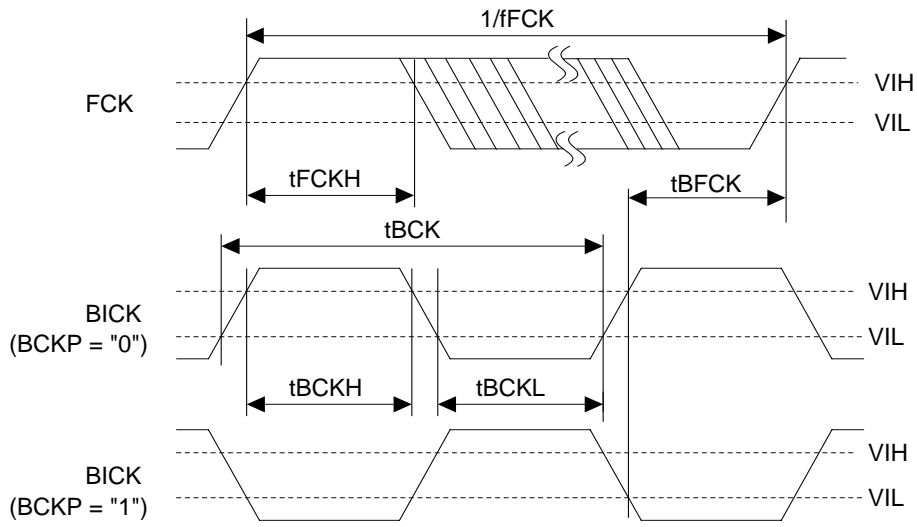 1/fFCK
FCK
VIH
VIL
tFCKH
tBFCK
tBCK
BICK
(BCKP = "0")
VIH
VIL
tBCKH
tBCKL
BICK
(BCKP = "1")
VIH
VIL